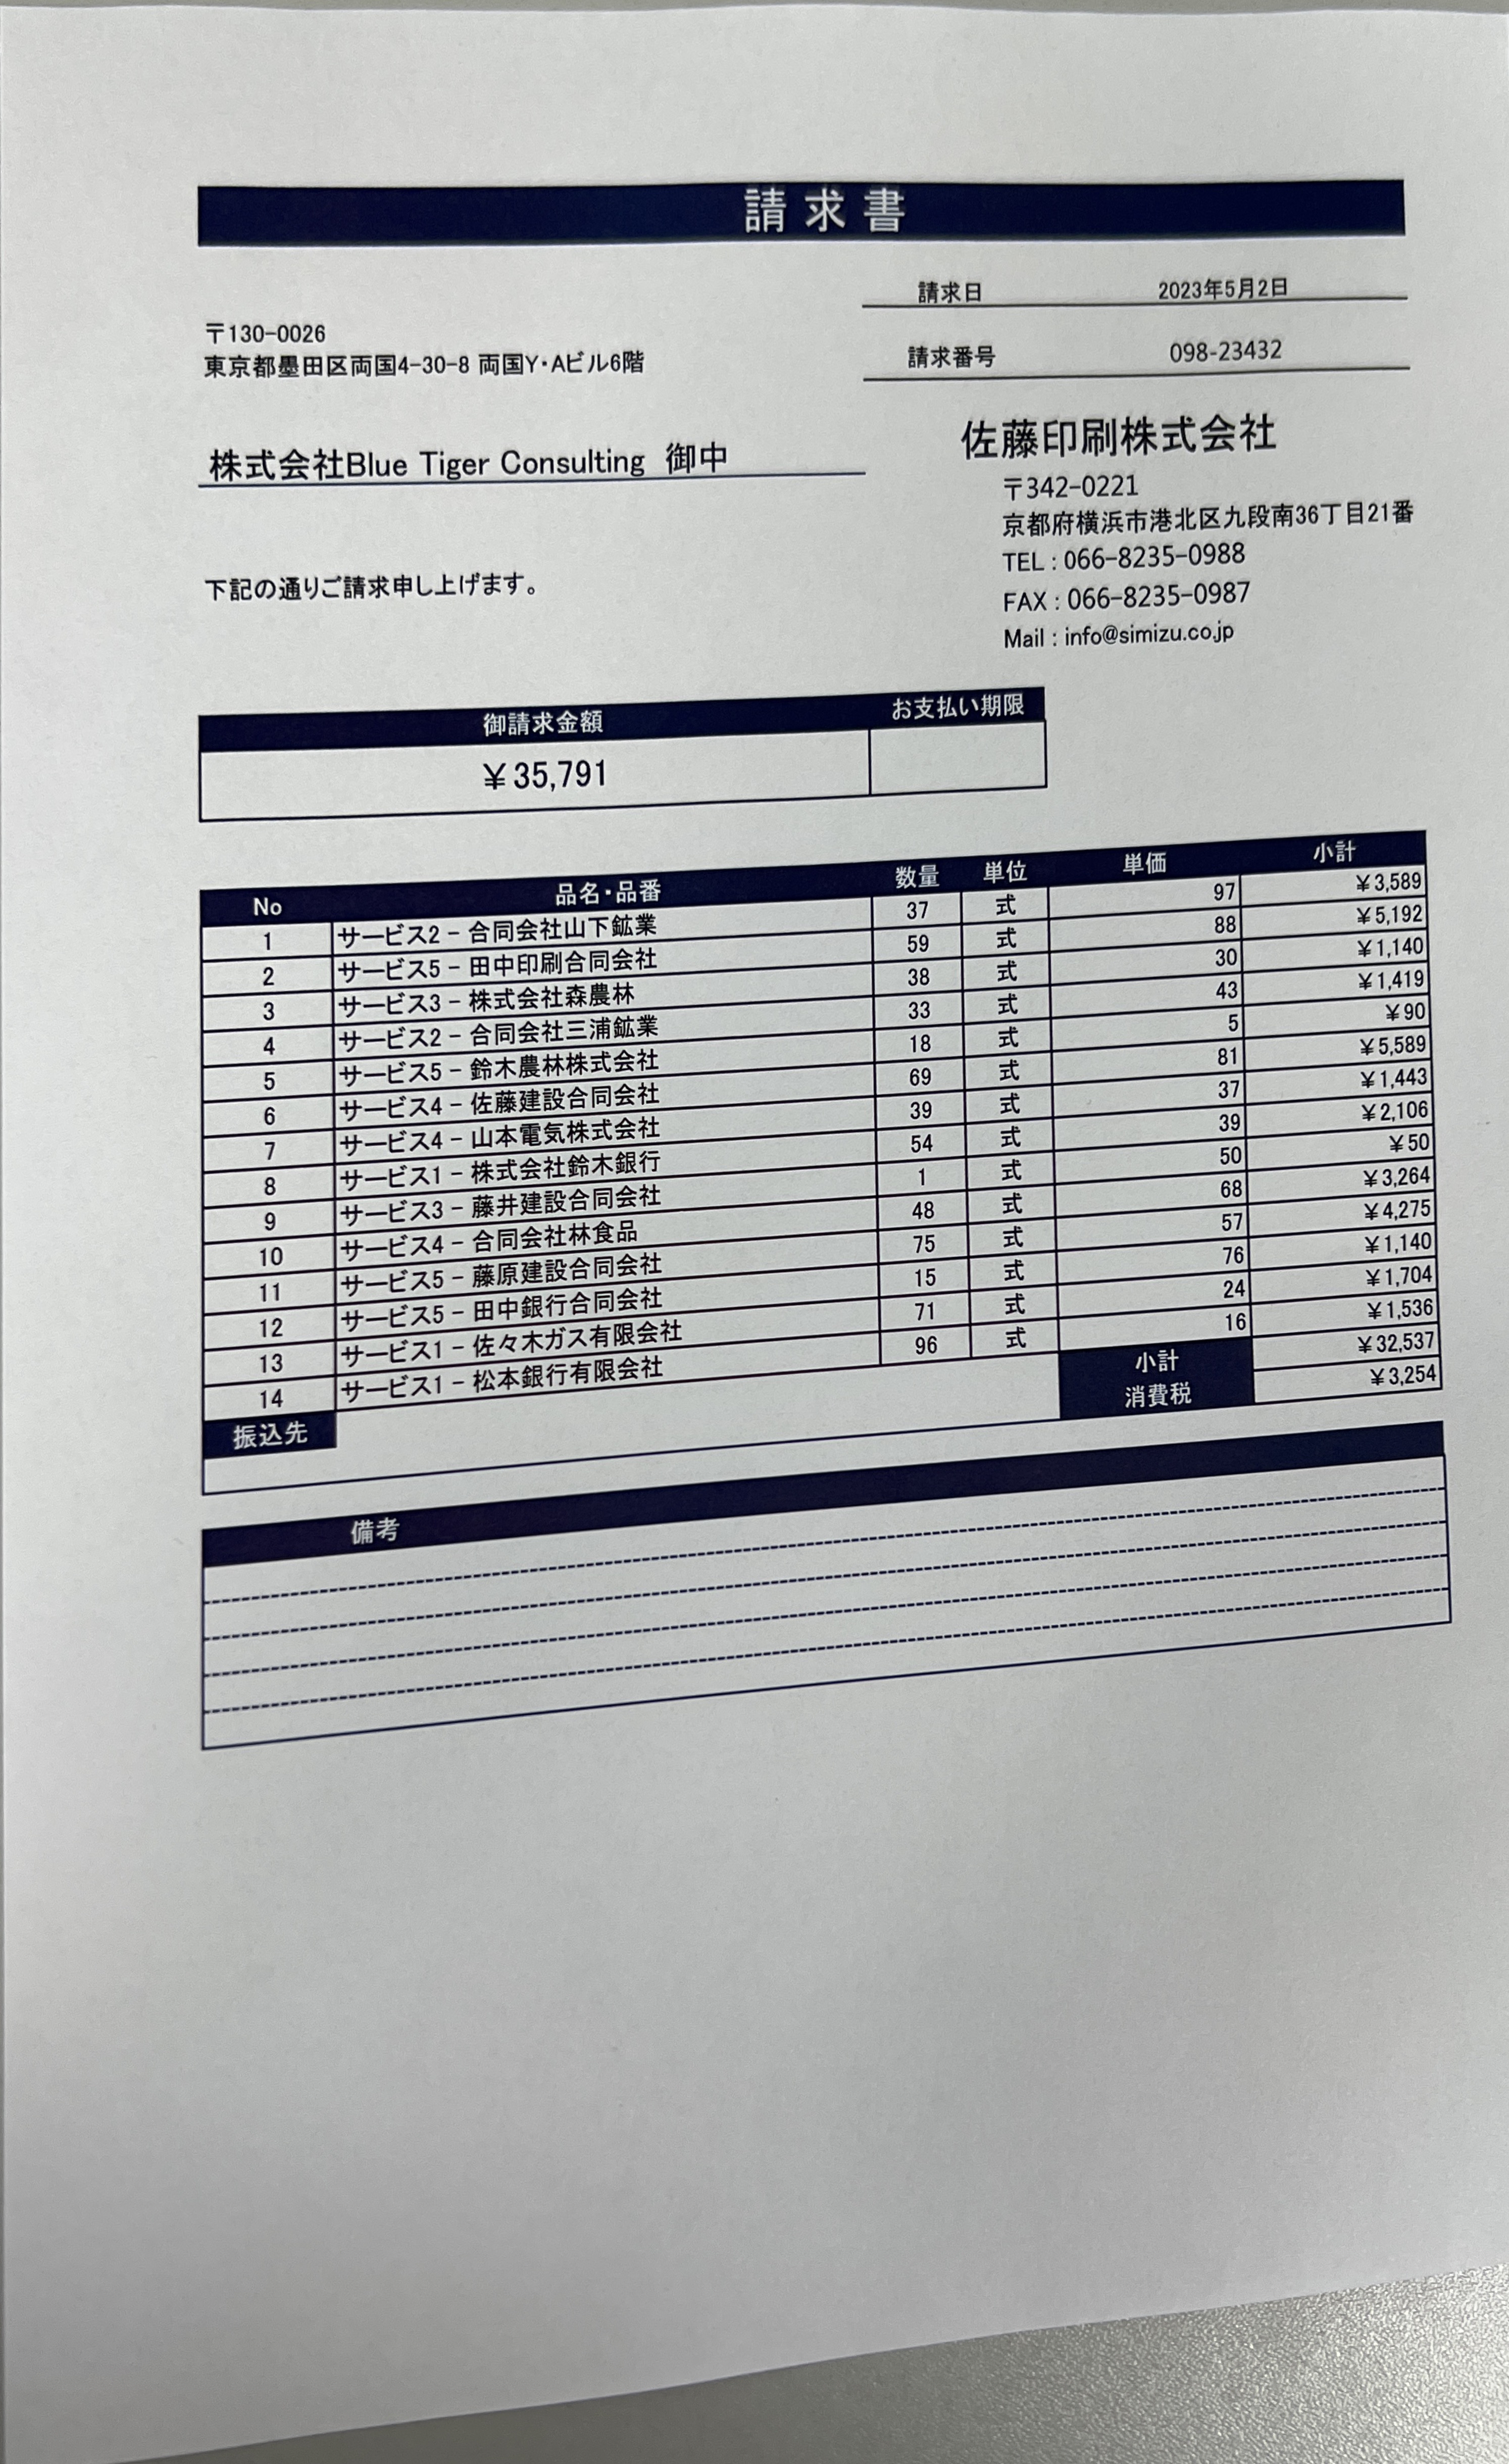 請求書
請求日 2023年5月2日
〒130-0026
東京都墨田区両国4-30-8 両国Y・Aビル6階
請求番号 098-23432
株式会社Blue Tiger Consulting 御中
佐藤印刷株式会社
〒342-0221
京都府横浜市港北区九段南36丁目21番
TEL : 066-8235-0988
FAX : 066-8235-0987
Mail : info@simizu.co.jp
下記の通りご請求申し上げます。
御請求金額 お支払い期限
￥35,791
No 品名・品番 数量 単位 単価 小計
1 サービス2 - 合同会社山下鉱業 37 式 97 ￥3,589
2 サービス5 - 田中印刷合同会社 59 式 88 ￥5,192
3 サービス3 - 株式会社森農林 38 式 30 ￥1,140
4 サービス2 - 合同会社三浦鉱業 33 式 43 ￥1,419
5 サービス5 - 鈴木農林株式会社 18 式 5 ￥90
6 サービス4 - 佐藤建設合同会社 69 式 81 ￥5,589
7 サービス4 - 山本電気株式会社 39 式 37 ￥1,443
8 サービス1 - 株式会社鈴木銀行 54 式 39 ￥2,106
9 サービス3 - 藤井建設合同会社 1 式 50 ￥50
10 サービス4 - 合同会社林食品 48 式 68 ￥3,264
11 サービス5 - 藤原建設合同会社 75 式 57 ￥4,275
12 サービス5 - 田中銀行合同会社 15 式 76 ￥1,140
13 サービス1 - 佐々木ガス有限会社 71 式 24 ￥1,704
14 サービス1 - 松本銀行有限会社 96 式 16 ￥1,536
振込先 小計 ￥32,537
消費税 ￥3,254
備考